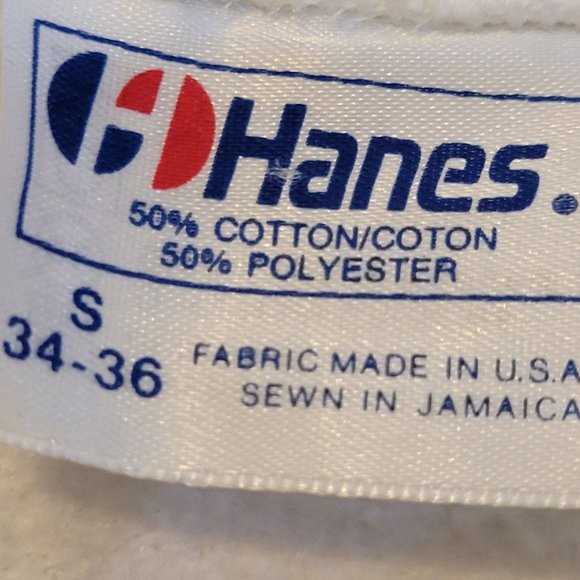 Hanes.
50% COTTON/COTON
50% POLYESTER
S
34-36
FABRIC MADE IN U.S.A
SEWN IN JAMAICA